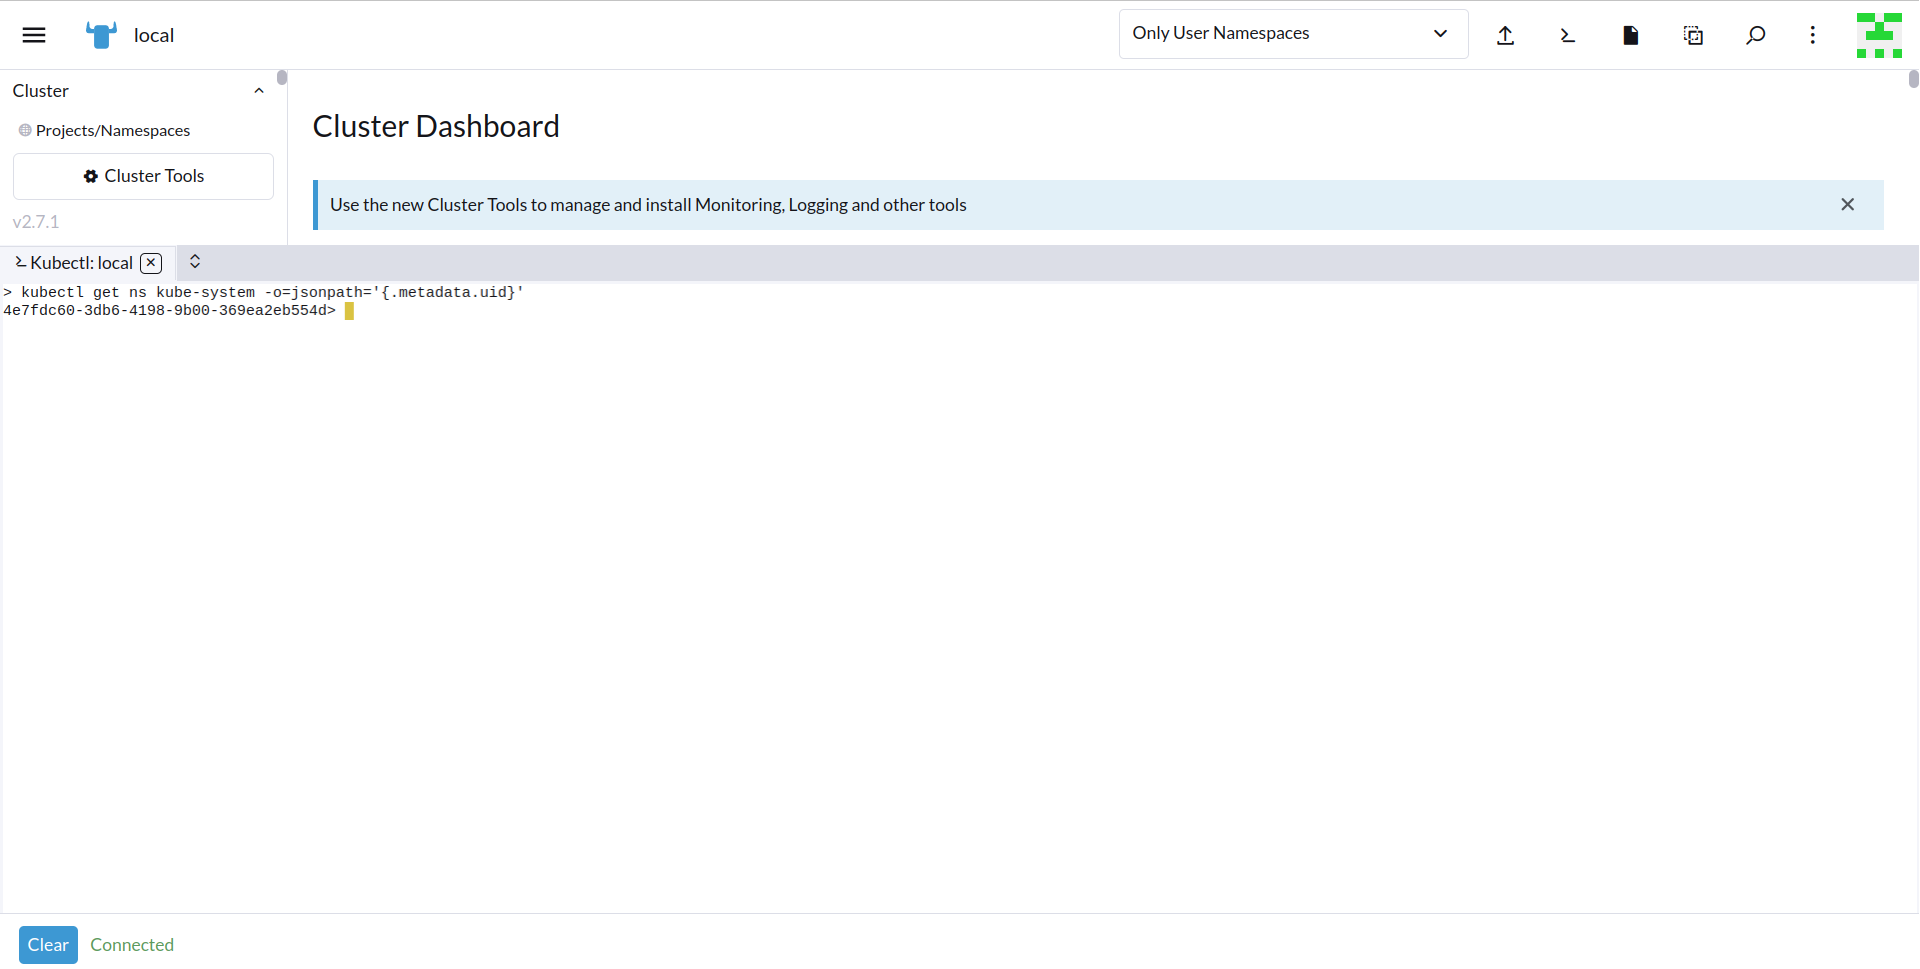 local
Only User Namespaces
Cluster
Projects/Namespaces
Cluster Tools
v2.7.1
Cluster Dashboard
Use the new Cluster Tools to manage and install Monitoring, Logging and other tools
Kubectl: local
> kubectl get ns kube-system -o=jsonpath='{.metadata.uid}'
4e7fdc60-3db6-4198-9b00-369ea2eb554d>
Clear
Connected